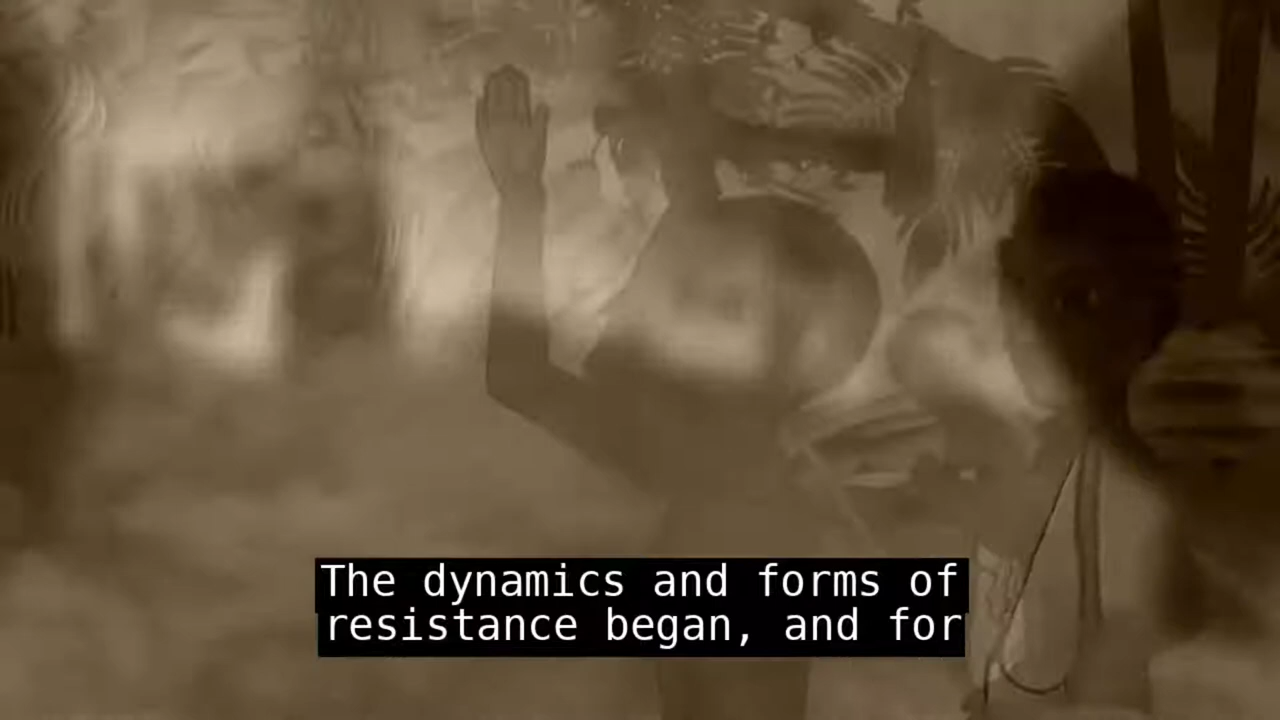 The dynamics and forms of
resistance began, and for